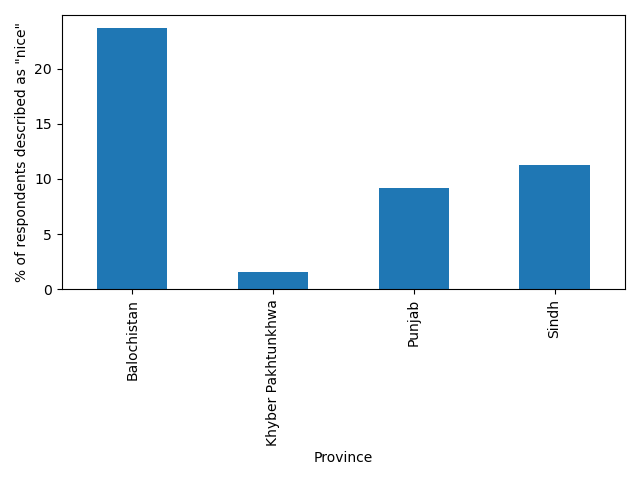 % of respondents described as "nice"
20
15
10
5
0
Balochistan
Khyber Pakhtunkhwa
Punjab
Sindh
Province